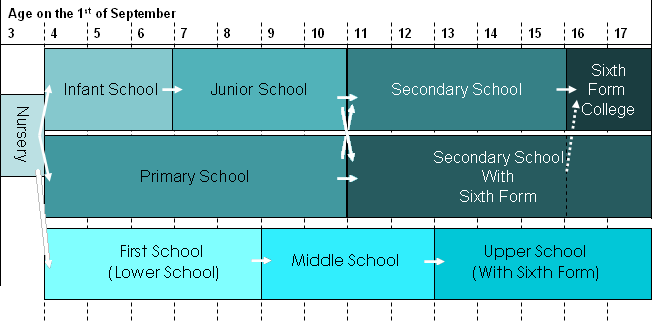 Age on the 1st of September
3 4 5 6 7 8 9 10 11 12 13 14 15 16 17
Nursery
Infant School
Junior School
Secondary School
Sixth
Form
College
Primary School
Secondary School
With
Sixth Form
First School
(Lower School)
Middle School
Upper School
(With Sixth Form)